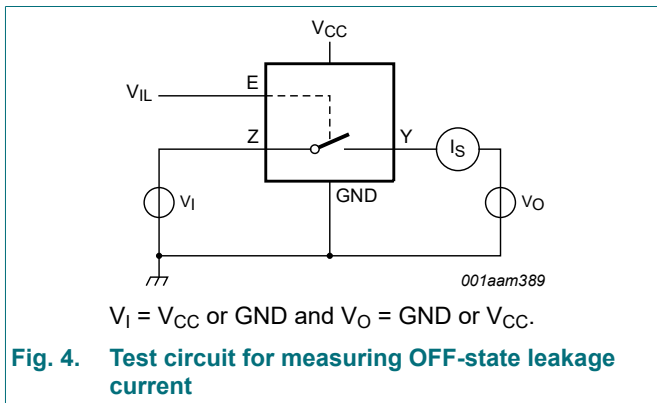 VCC
E
VIL
Z
Y
IS
GND
VI
VO
001aam389
VI = VCC or GND and VO = GND or VCC.
Fig. 4. Test circuit for measuring OFF-state leakage
current